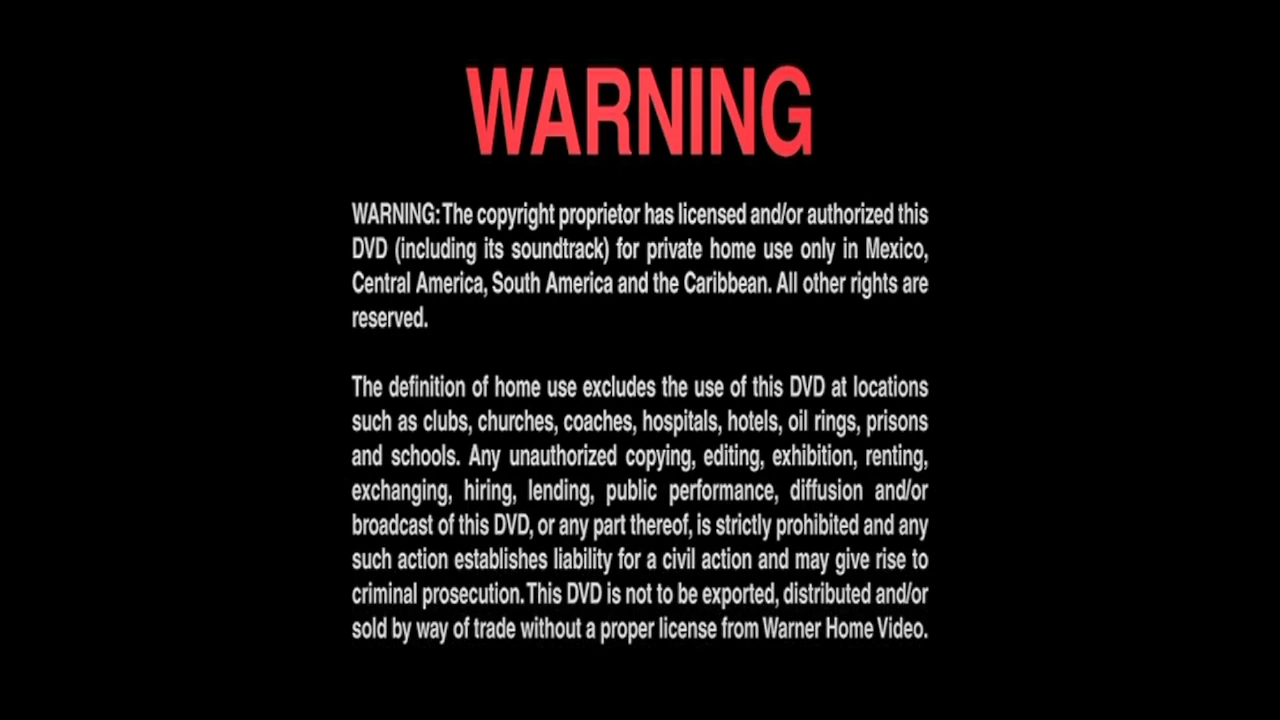 WARNING
WARNING: The copyright proprietor has licensed and/or authorized this
DVD (including its soundtrack) for private home use only in Mexico,
Central America, South America and the Caribbean. All other rights are
reserved.
The definition of home use excludes the use of this DVD at locations
such as clubs, churches, coaches, hospitals, hotels, oil rings, prisons
and schools. Any unauthorized copying, editing, exhibition, renting,
exchanging, hiring, lending, public performance, diffusion and/or
broadcast of this DVD, or any part thereof, is strictly prohibited and any
such action establishes liability for a civil action and may give rise to
criminal prosecution. This DVD is not to be exported, distributed and/or
sold by way of trade without a proper license from Warner Home Video.